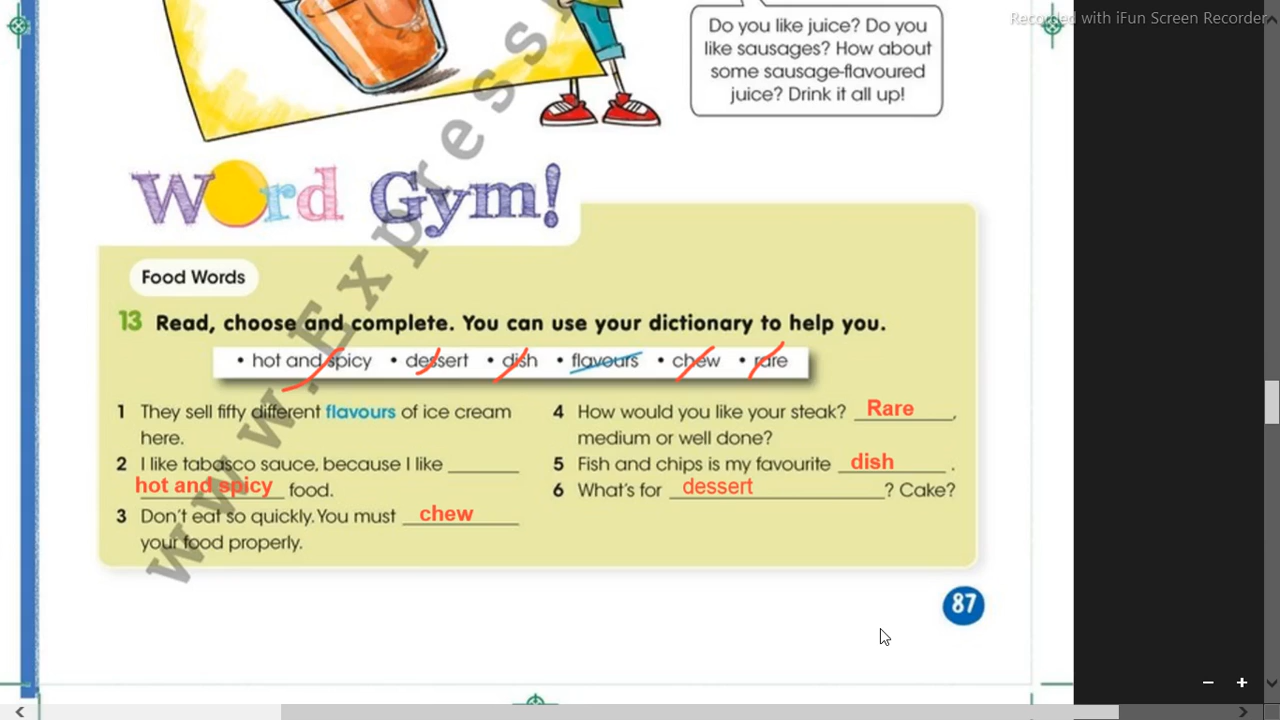 Recorded with iFun Screen Recorder
Do you like juice? Do you
like sausages? How about
some sausage-flavoured
juice? Drink it all up!
Word Gym!
Food Words
13 Read, choose and complete. You can use your dictionary to help you.
• hot and spicy • dessert • dish • flavours • chew • rare
1 They sell fifty different flavours of ice cream
here.
2 I like tabasco sauce, because I like ________
hot and spicy food.
3 Don't eat so quickly. You must chew
your food properly.
4 How would you like your steak? Rare,
medium or well done?
5 Fish and chips is my favourite dish.
6 What's for dessert? Cake?
87
www.Express